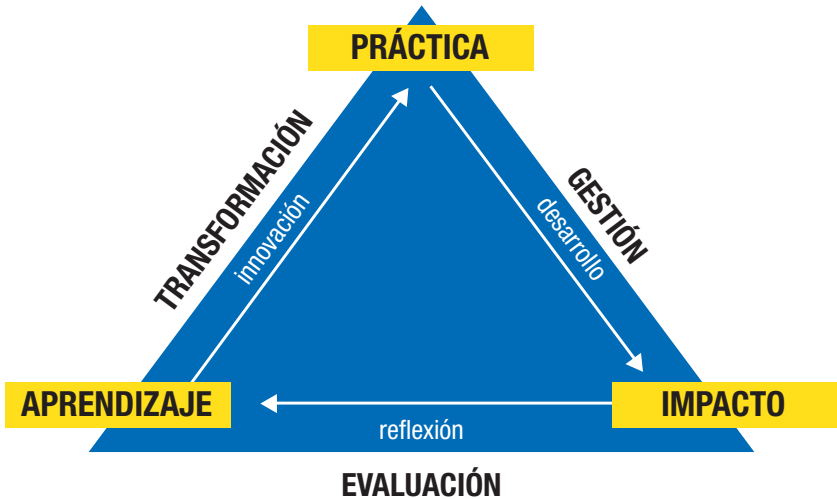 PRÁCTICA
TRANSFORMACIÓN
innovación
GESTIÓN
desarrollo
APRENDIZAJE
IMPACTO
reflexión
EVALUACIÓN